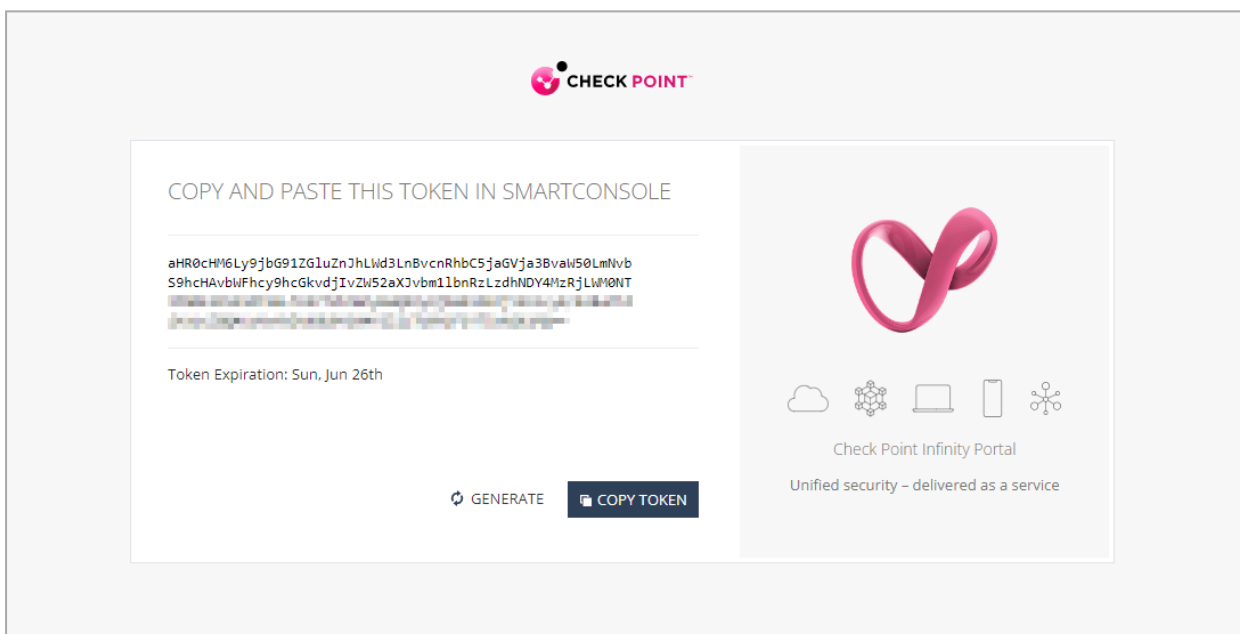 CHECK POINT™
COPY AND PASTE THIS TOKEN IN SMARTCONSOLE
aHR0cHM6Ly9jbG91ZGluZnJhLWd3LnBvcnRhbC5jaGVja3BvaW50LmNvb
S9hcHAvbWFhcy9hcGkvdjIvZW52aXJvbm1lbnRzLzdhNDY4MzRjLWM0NT
Token Expiration: Sun, Jun 26th
GENERATE
COPY TOKEN
Check Point Infinity Portal
Unified security – delivered as a service